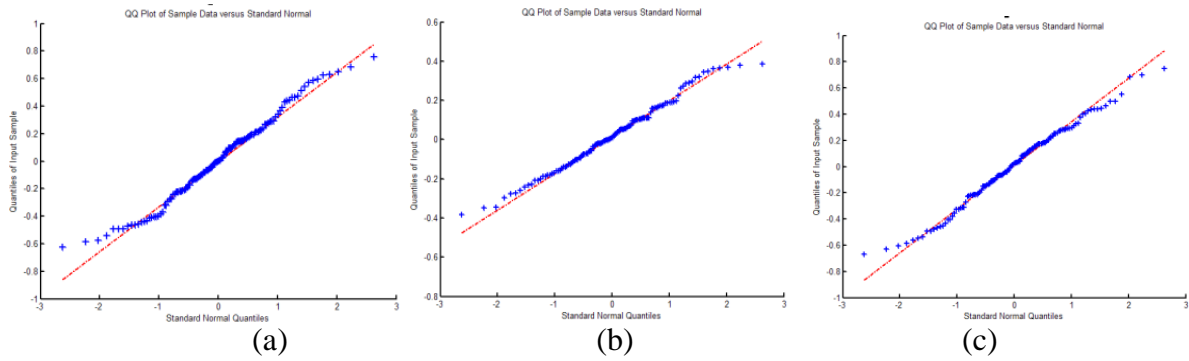 QQ Plot of Sample Data versus Standard Normal
Quantiles of Input Sample
1
0.8
0.6
0.4
0.2
0
-0.2
-0.4
-0.6
-0.8
-1
-3 -2 -1 0 1 2 3
Standard Normal Quantiles
(a)
QQ Plot of Sample Data versus Standard Normal
Quantiles of Input Sample
0.6
0.4
0.2
0
-0.2
-0.4
-0.6
-0.8
-3 -2 -1 0 1 2 3
Standard Normal Quantiles
(b)
QQ Plot of Sample Data versus Standard Normal
Quantiles of Input Sample
1
0.8
0.6
0.4
0.2
0
-0.2
-0.4
-0.6
-0.8
-1
-3 -2 -1 0 1 2 3
Standard Normal Quantiles
(c)